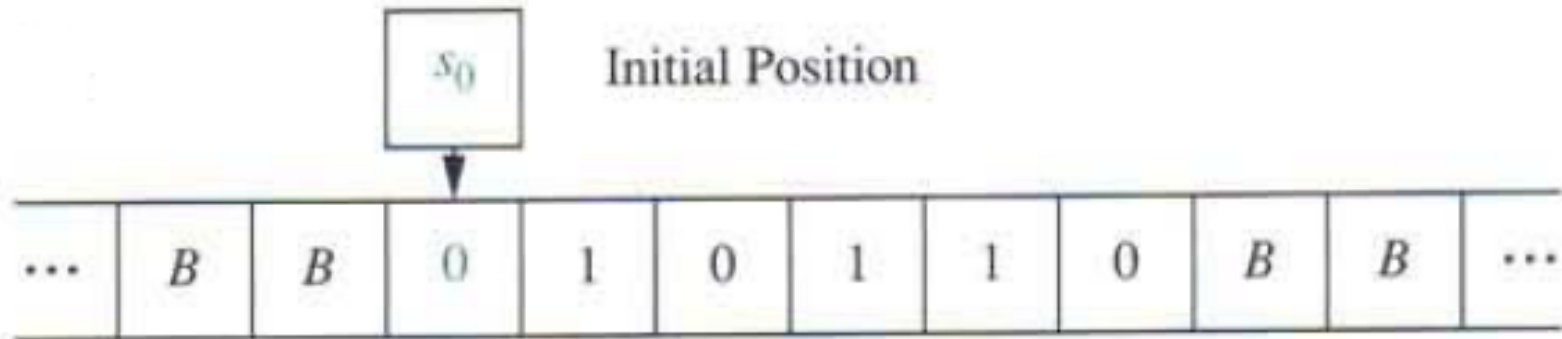 s₀ Initial Position
... B B 0 1 0 1 1 0 B B ...